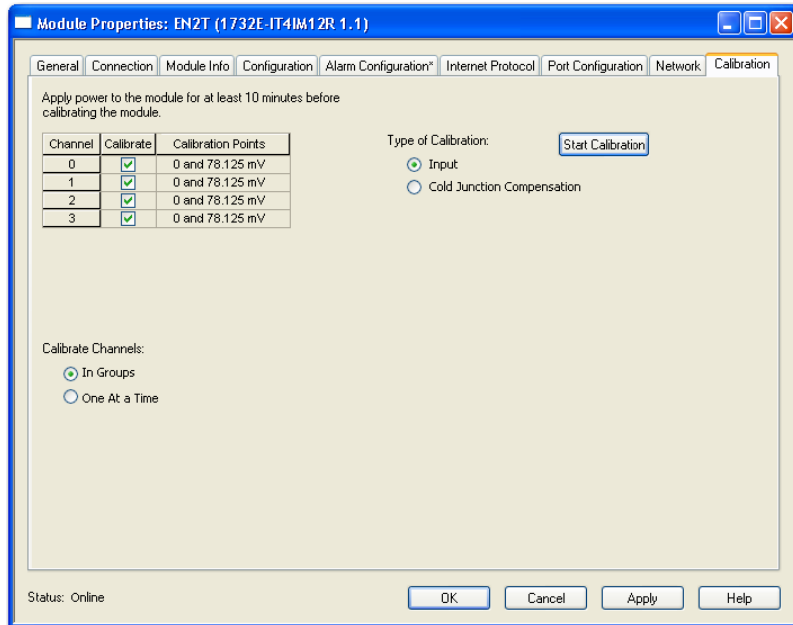 Module Properties: EN2T (1732E-IT4IM12R 1.1)
General Connection Module Info Configuration Alarm Configuration* Internet Protocol Port Configuration Network Calibration
Apply power to the module for at least 10 minutes before
calibrating the module.
Channel Calibrate Calibration Points
0 0 and 78.125 mV
1 0 and 78.125 mV
2 0 and 78.125 mV
3 0 and 78.125 mV
Type of Calibration: Start Calibration
Input
Cold Junction Compensation
Calibrate Channels:
In Groups
One At a Time
Status: Online OK Cancel Apply Help